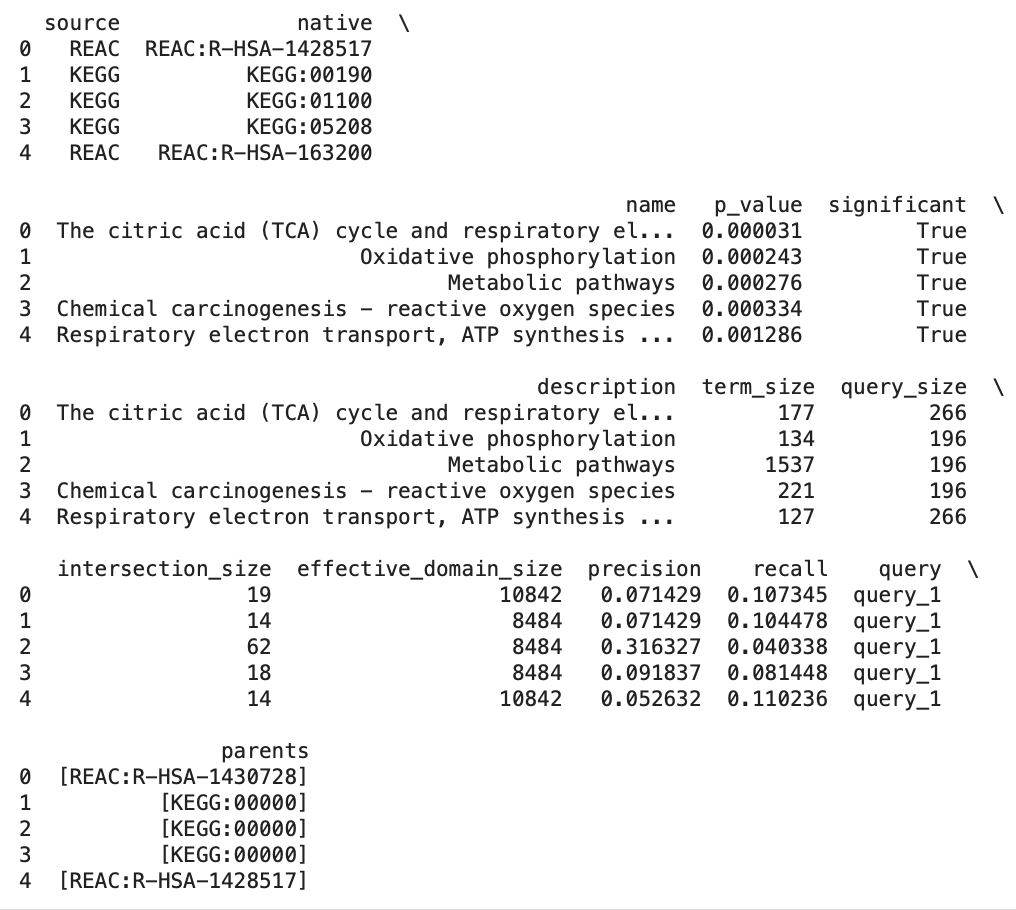 source native \
0 REAC REAC:R-HSA-1428517
1 KEGG KEGG:00190
2 KEGG KEGG:01100
3 KEGG KEGG:05208
4 REAC REAC:R-HSA-163200
name p_value significant \
0 The citric acid (TCA) cycle and respiratory el... 0.000031 True
1 Oxidative phosphorylation 0.000243 True
2 Metabolic pathways 0.000276 True
3 Chemical carcinogenesis - reactive oxygen species 0.000334 True
4 Respiratory electron transport, ATP synthesis ... 0.001286 True
description term_size query_size \
0 The citric acid (TCA) cycle and respiratory el... 177 266
1 Oxidative phosphorylation 134 196
2 Metabolic pathways 1537 196
3 Chemical carcinogenesis - reactive oxygen species 221 196
4 Respiratory electron transport, ATP synthesis ... 127 266
intersection_size effective_domain_size precision recall query \
0 19 10842 0.071429 0.107345 query_1
1 14 8484 0.071429 0.104478 query_1
2 62 8484 0.316327 0.040338 query_1
3 18 8484 0.091837 0.081448 query_1
4 14 10842 0.052632 0.110236 query_1
parents
0 [REAC:R-HSA-1430728]
1 [KEGG:00000]
2 [KEGG:00000]
3 [KEGG:00000]
4 [REAC:R-HSA-1428517]